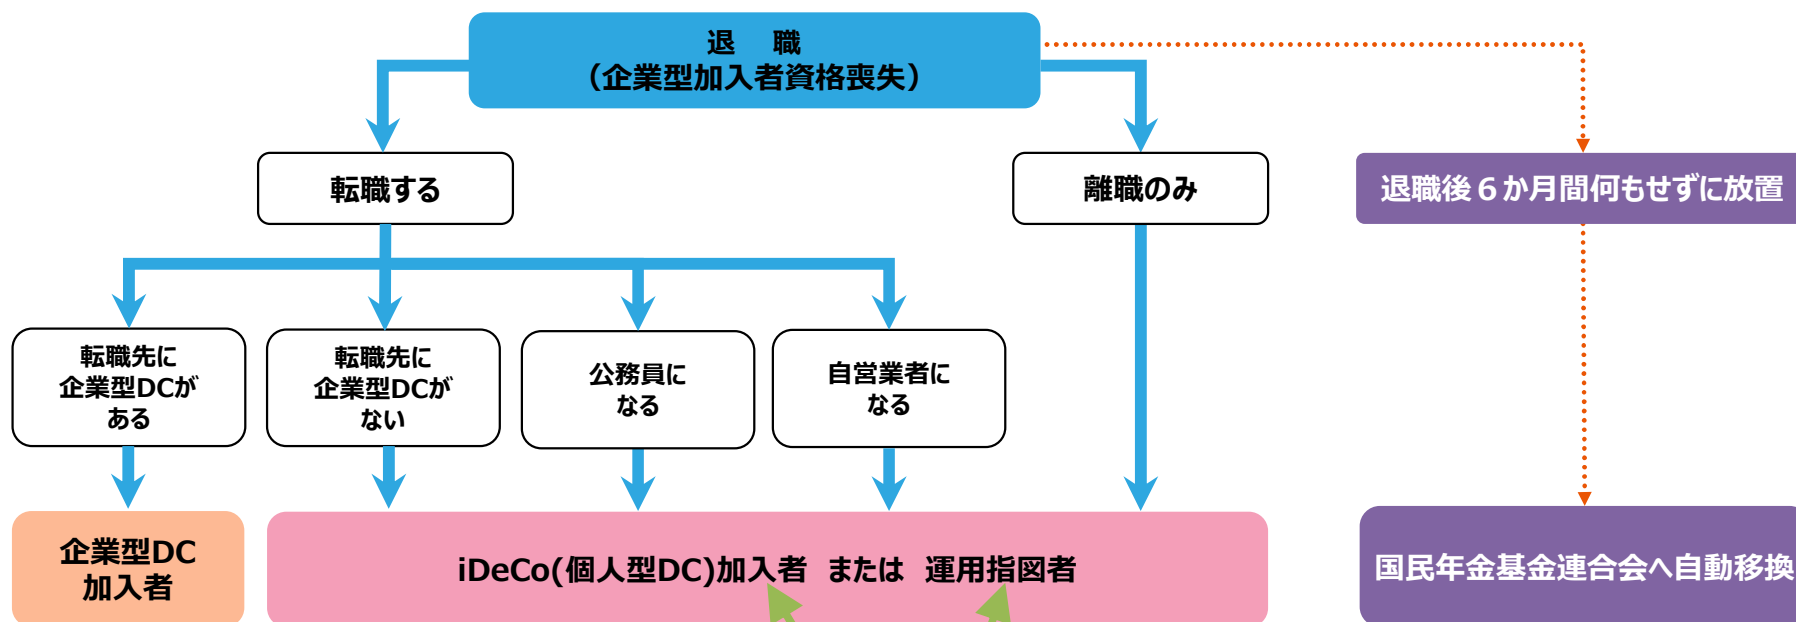 退　職
（企業型加入者資格喪失）
転職する
離職のみ
退職後６か月間何もせずに放置
転職先に
企業型DCが
ある
転職先に
企業型DCが
ない
公務員に
なる
自営業者に
なる
企業型DC
加入者
iDeCo(個人型DC)加入者 または 運用指図者
国民年金基金連合会へ自動移換